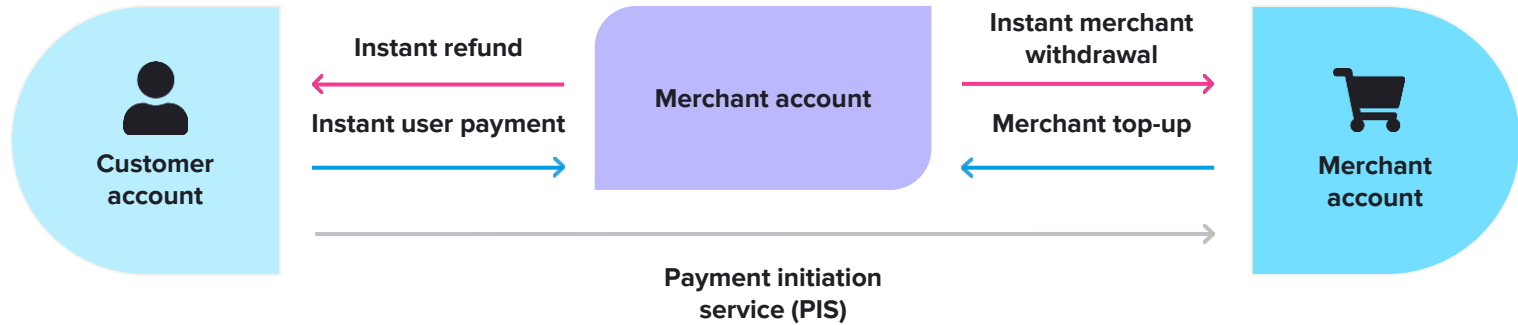 Instant refund
Instant user payment
Customer
account
Merchant account
Instant merchant
withdrawal
Merchant top-up
Merchant
account
Payment initiation
service (PIS)